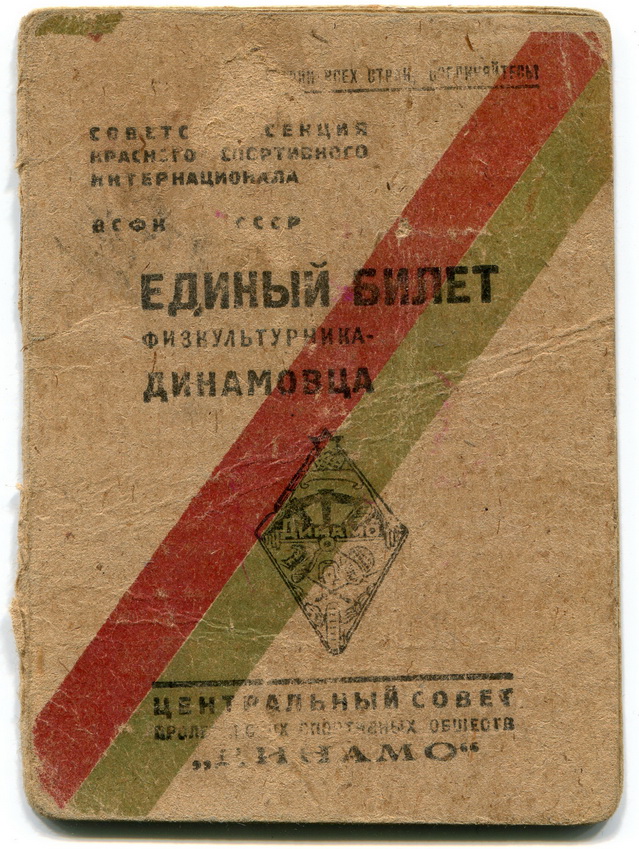 ВСЕХ СТРАН, СОЕДИНЯЙТЕСЬ!
СЕКЦИЯ
КРАСНОГО СПОРТИВНОГО
ИНТЕРНАЦИОНАЛА
ВСФК СССР
ЕДИНЫЙ БИЛЕТ
ФИЗКУЛЬТУРНИКА-
ДИНАМОВЦА
ДИНАМО
ЦЕНТРАЛЬНЫЙ СОВЕТ
СПОРТИВНЫХ ОБЩЕСТВ
„ДИНАМО“